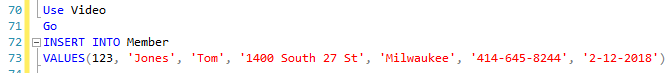 70 Use Video
71 Go
72 INSERT INTO Member
73 VALUES(123, 'Jones', 'Tom', '1400 South 27 St', 'Milwaukee', '414-645-8244', '2-12-2018')